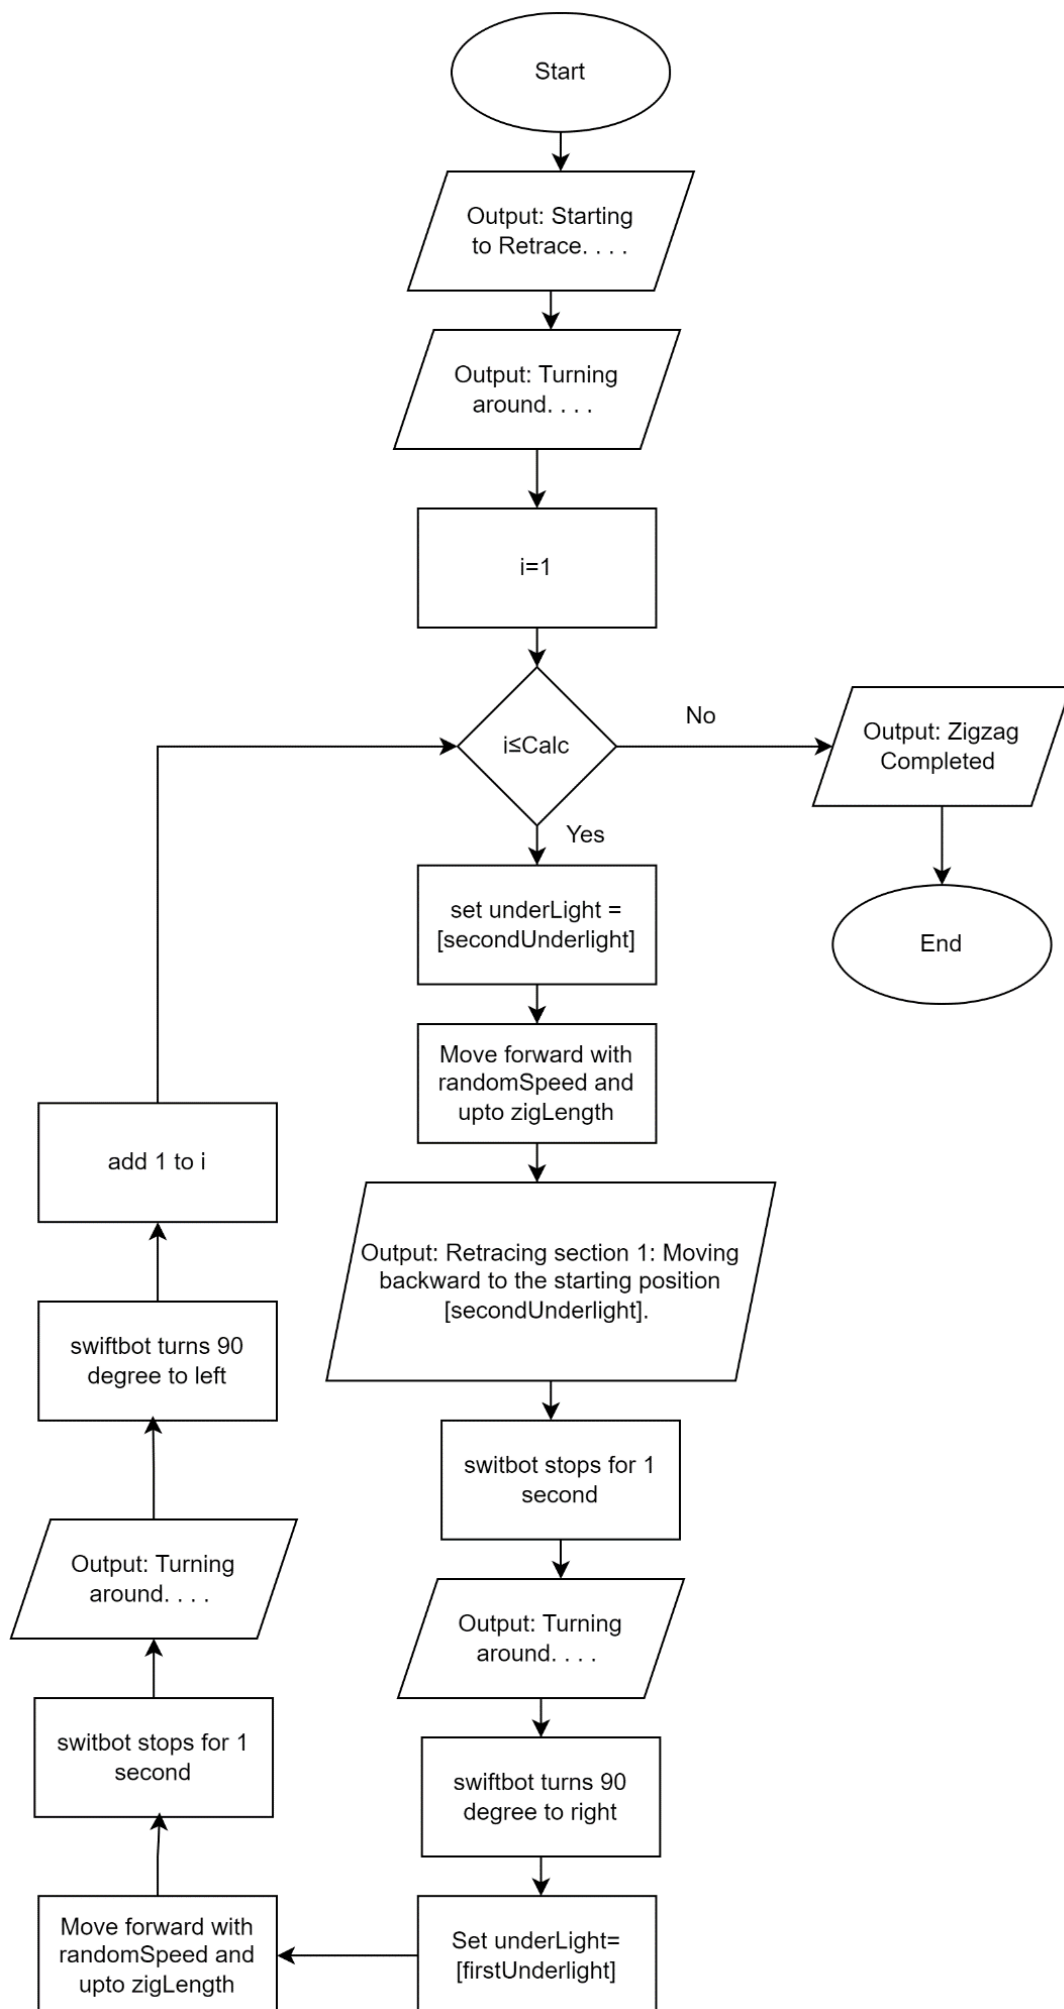 Start
Output: Starting
to Retrace. . . .
Output: Turning
around. . . .
i=1
i≤Calc
No
Output: Zigzag
Completed
End
Yes
set underLight =
[secondUnderlight]
Move forward with
randomSpeed and
upto zigLength
Output: Retracing section 1: Moving
backward to the starting position
[secondUnderlight].
switbot stops for 1
second
Output: Turning
around. . . .
swiftbot turns 90
degree to right
Set underLight=
[firstUnderlight]
Move forward with
randomSpeed and
upto zigLength
switbot stops for 1
second
Output: Turning
around. . . .
swiftbot turns 90
degree to left
add 1 to i